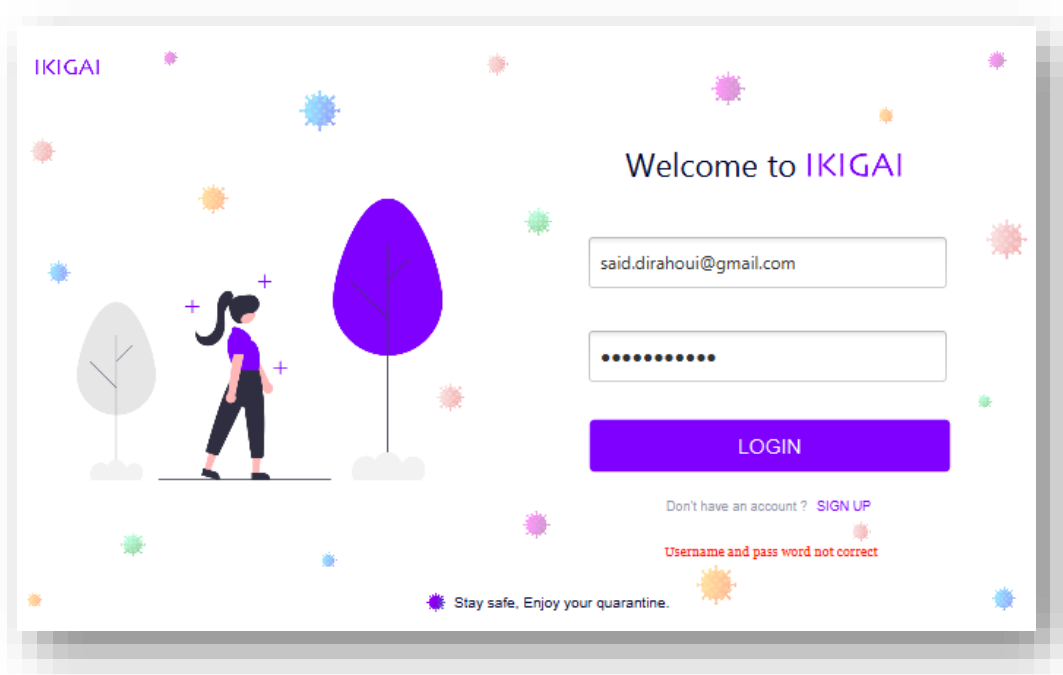 IKIGAI
Welcome to IKIGAI
said.dirahoui@gmail.com
•••••••••••
LOGIN
Don't have an account ? SIGN UP
Username and pass word not correct
Stay safe, Enjoy your quarantine.